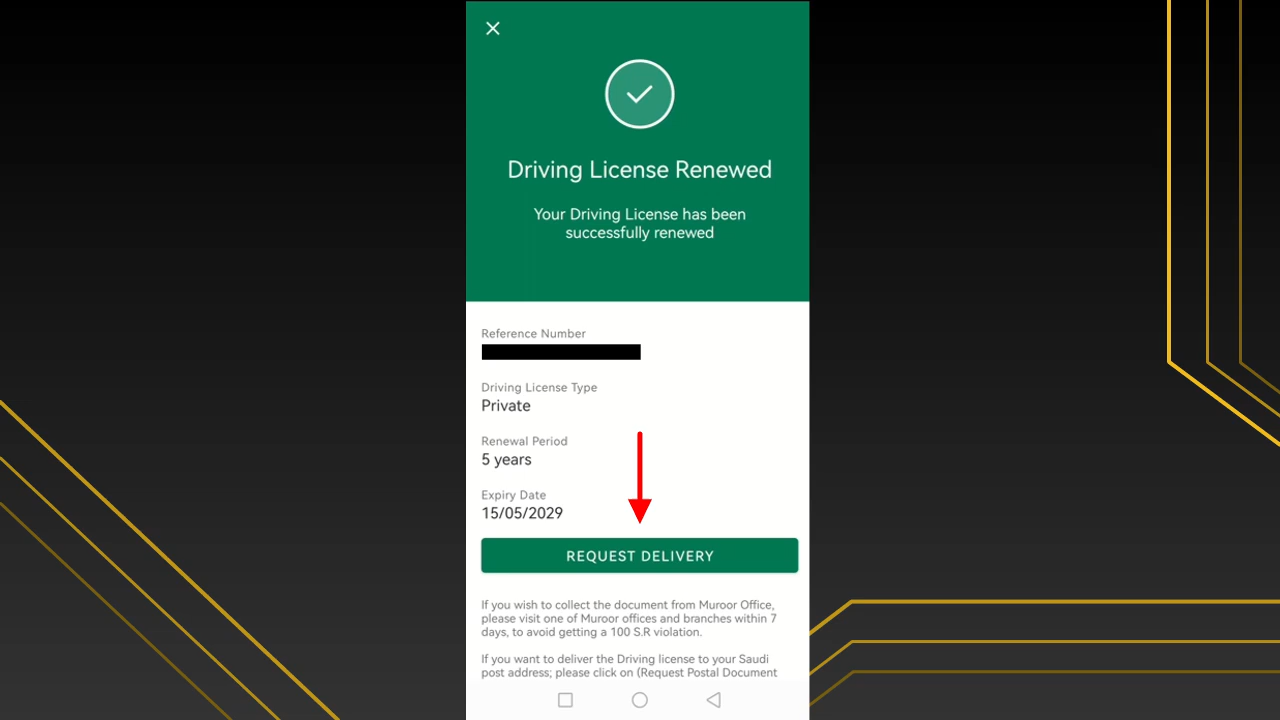 Driving License Renewed
Your Driving License has been
successfully renewed
Reference Number
Driving License Type
Private
Renewal Period
5 years
Expiry Date
15/05/2029
REQUEST DELIVERY
If you wish to collect the document from Muroor Office,
please visit one of Muroor offices and branches within 7
days, to avoid getting a 100 S.R violation.
If you want to deliver the Driving license to your Saudi
post address; please click on (Request Postal Document